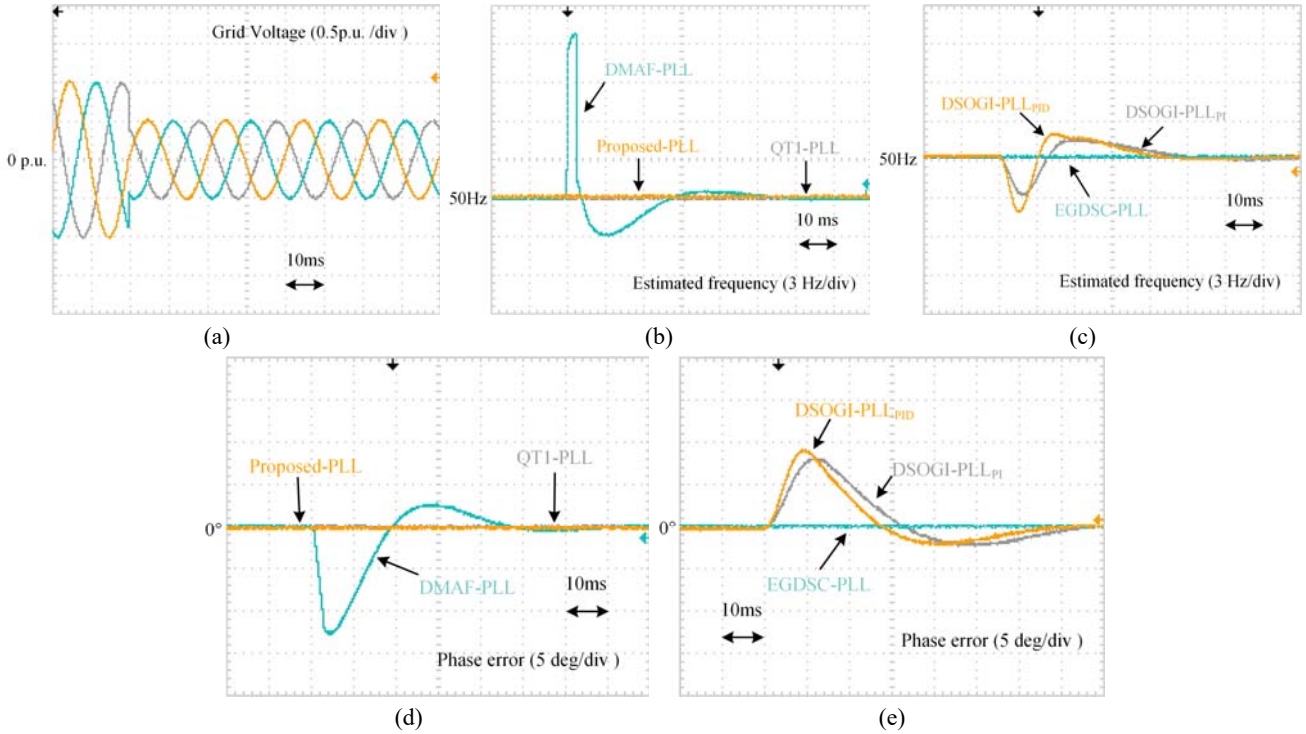 Grid Voltage (0.5p.u. /div )
0 p.u.
10ms
(a)
DMAF-PLL
Proposed-PLL
QT1-PLL
50Hz
10 ms
Estimated frequency (3 Hz/div)
(b)
DSOGI-PLLPID
DSOGI-PLLPI
50Hz
EGDSC-PLL
10ms
Estimated frequency (3 Hz/div)
(c)
Proposed-PLL
QT1-PLL
0°
DMAF-PLL
10ms
Phase error (5 deg/div )
(d)
DSOGI-PLLPID
DSOGI-PLLPI
0°
EGDSC-PLL
10ms
Phase error (5 deg/div )
(e)